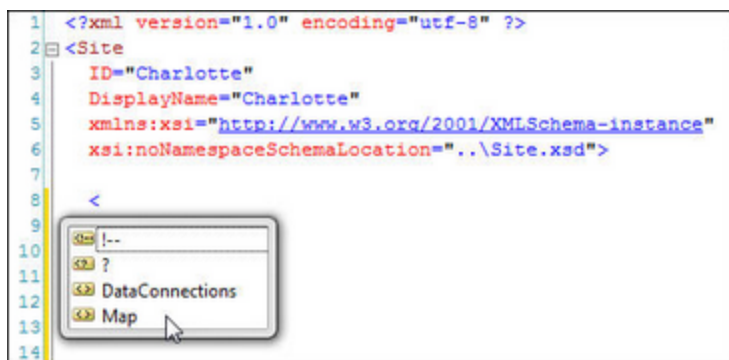 1 <?xml version="1.0" encoding="utf-8" ?>
2 <Site
3 ID="Charlotte"
4 DisplayName="Charlotte"
5 xmlns:xsi="http://www.w3.org/2001/XMLSchema-instance"
6 xsi:noNamespaceSchemaLocation="..\Site.xsd">
7
8 <
9
!--
10
?
11
DataConnections
12
Map
13
14